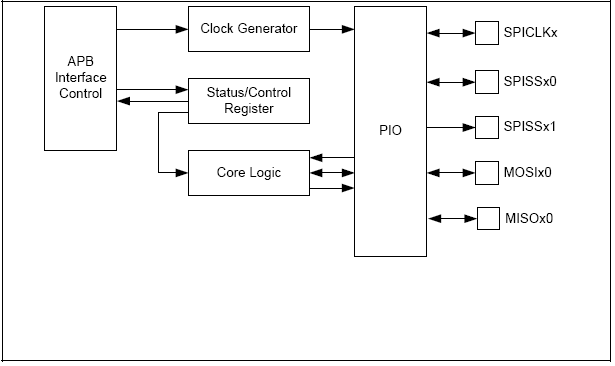 APB
Interface
Control
Clock Generator
Status/Control
Register
Core Logic
PIO
SPICLKx
SPISSx0
SPISSx1
MOSIx0
MISOx0